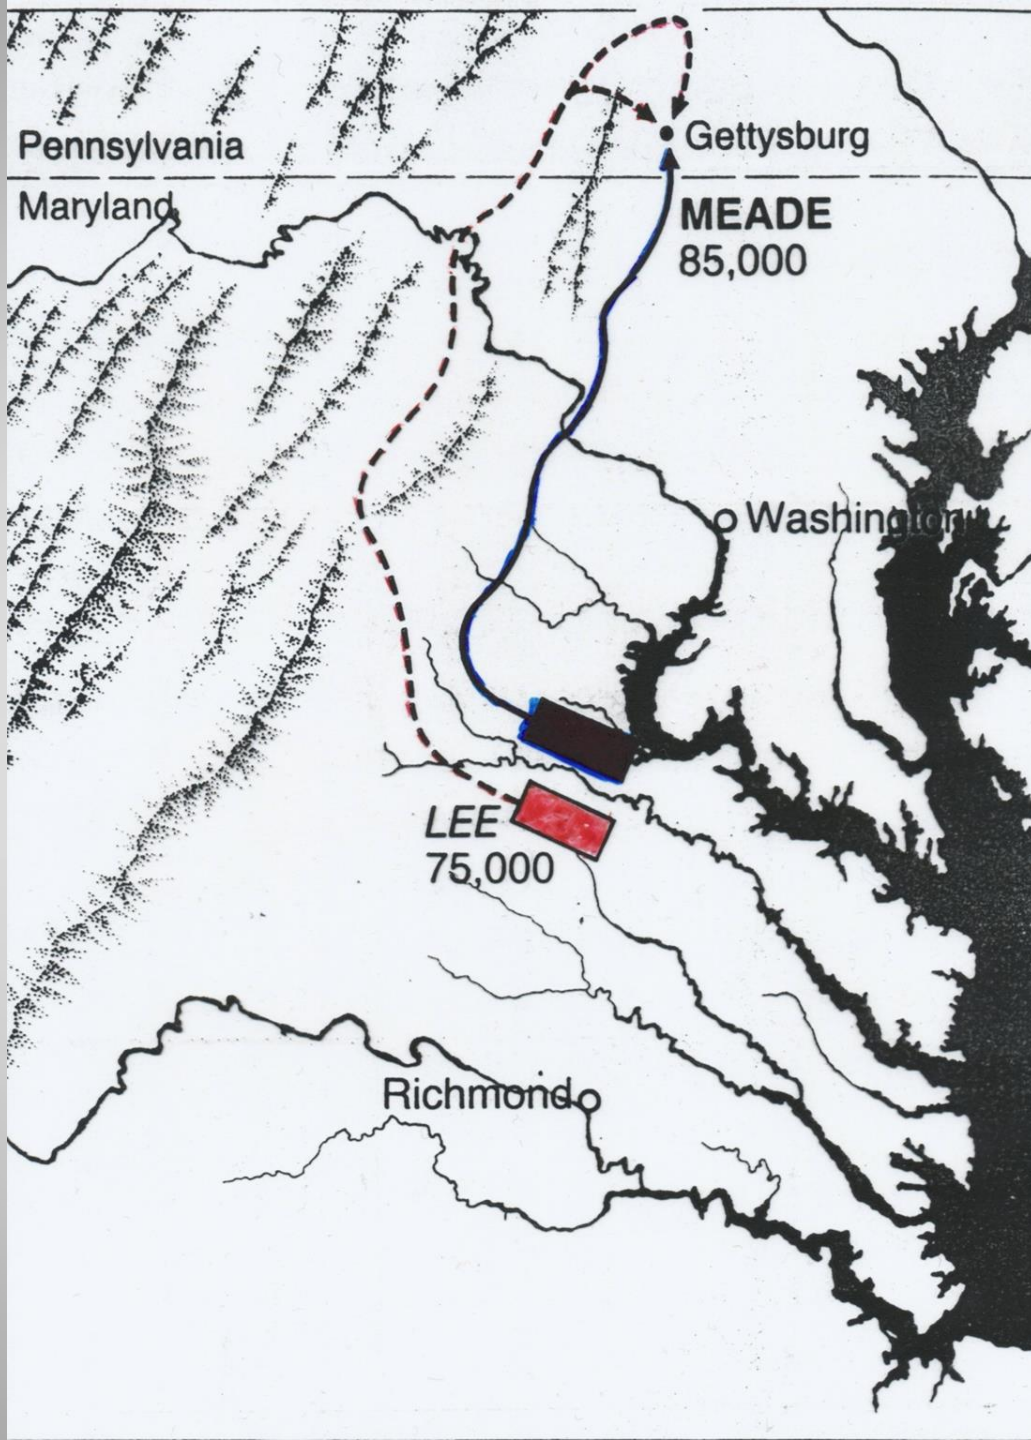 Pennsylvania
Gettysburg
Maryland
MEADE
85,000
Washington
LEE
75,000
Richmond